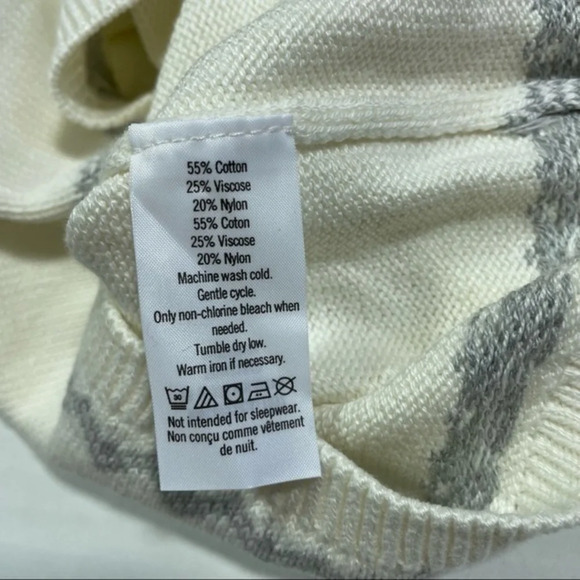 55% Cotton
25% Viscose
20% Nylon
55% Coton
25% Viscose
20% Nylon
Machine wash cold.
Gentle cycle.
Only non-chlorine bleach when
needed.
Tumble dry low.
Warm iron if necessary.
30
Not intended for sleepwear.
Non conçu comme vêtement
de nuit.